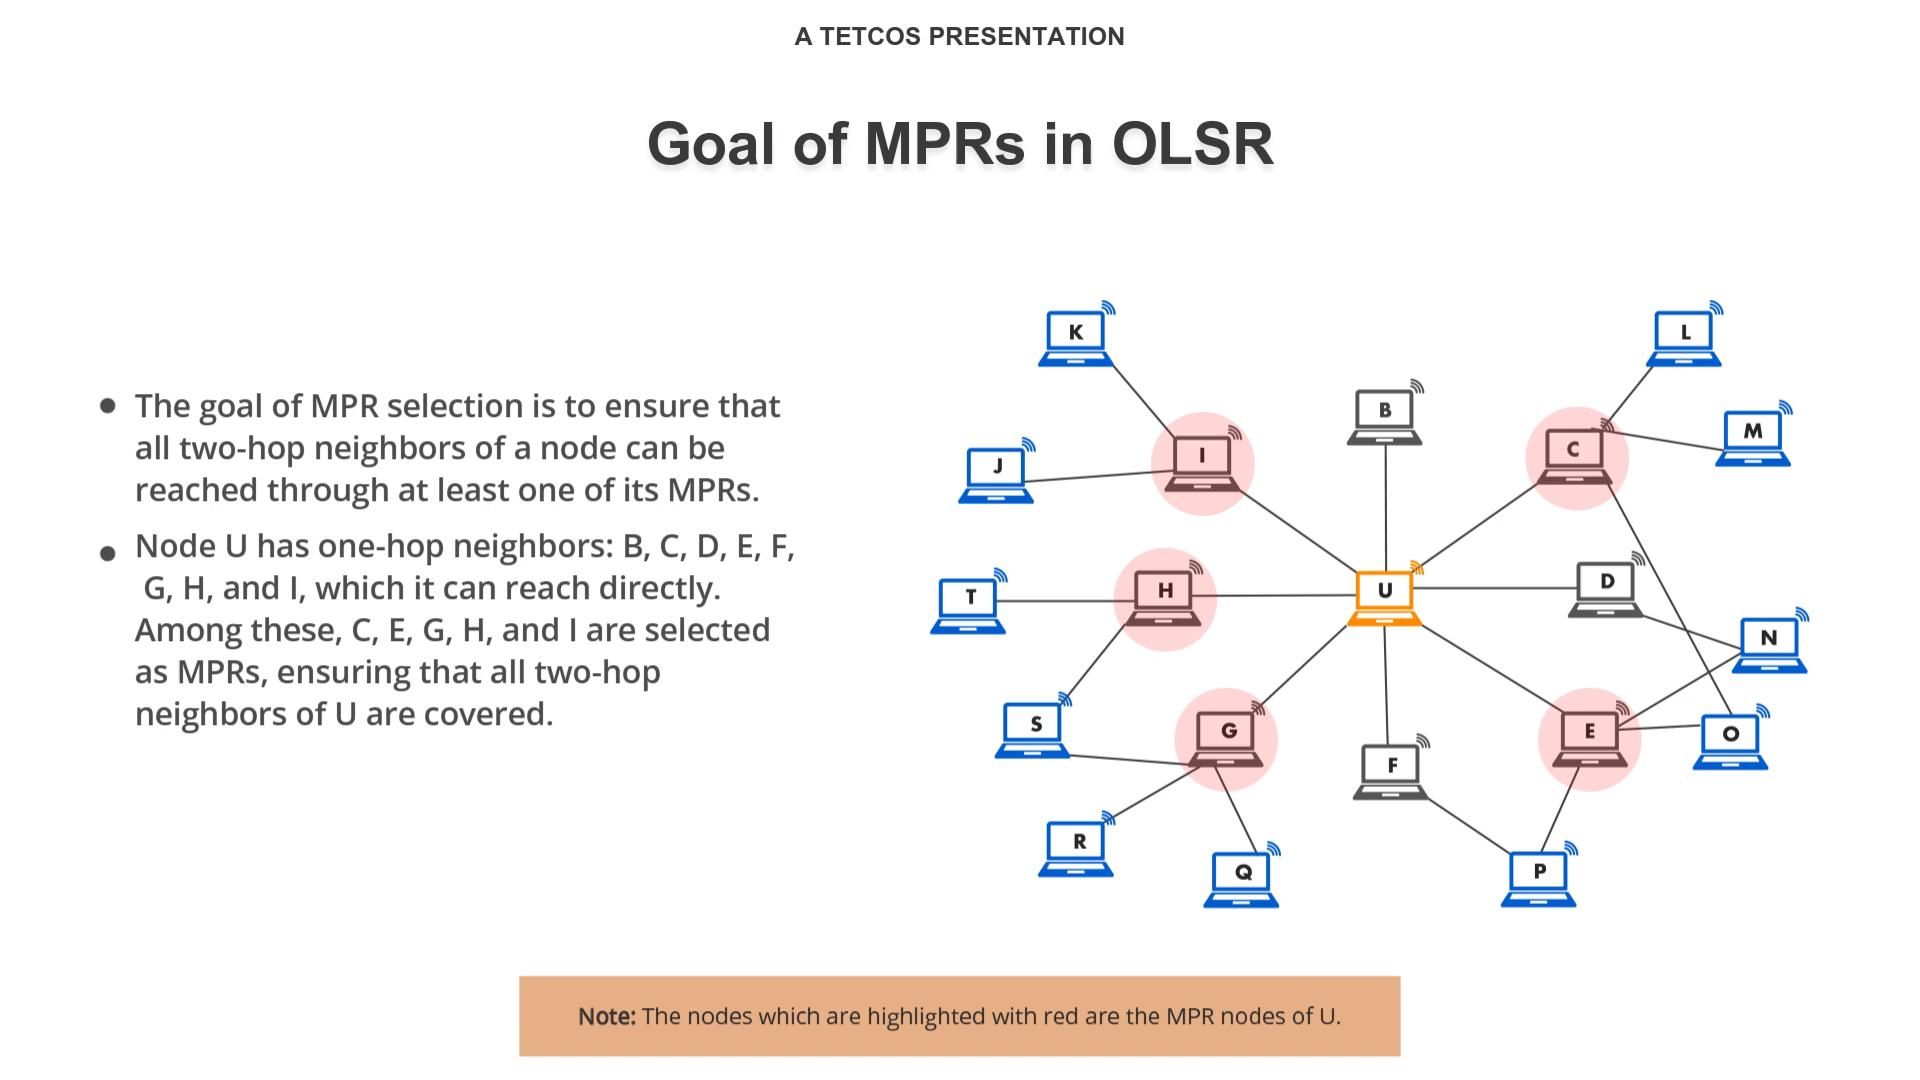 A TETCOS PRESENTATION
Goal of MPRs in OLSR
The goal of MPR selection is to ensure that
all two-hop neighbors of a node can be
reached through at least one of its MPRs.
Node U has one-hop neighbors: B, C, D, E, F,
G, H, and I, which it can reach directly.
Among these, C, E, G, H, and I are selected
as MPRs, ensuring that all two-hop
neighbors of U are covered.
K
L
B
M
C
I
J
D
U
H
T
N
S
G
E
O
F
R
Q
P
Note: The nodes which are highlighted with red are the MPR nodes of U.